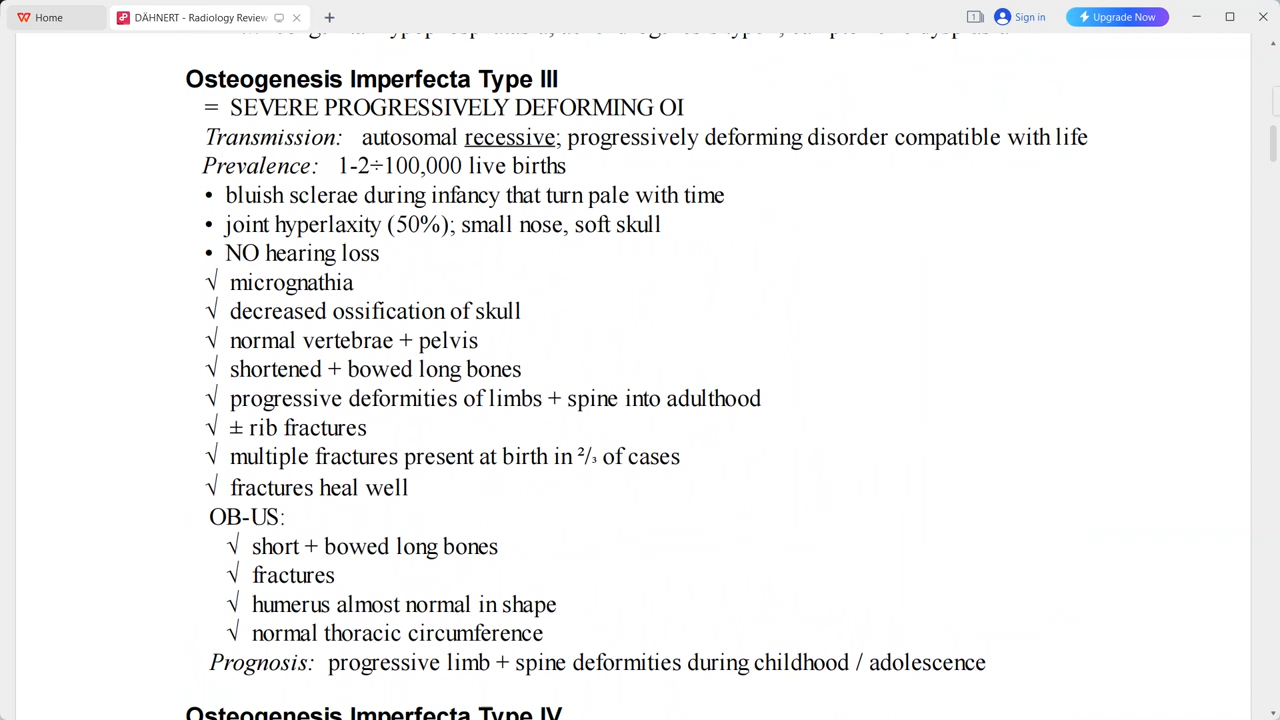 Home
DÄHNERT - Radiology Review
Sign in
Upgrade Now
Osteogenesis Imperfecta Type III
= SEVERE PROGRESSIVELY DEFORMING OI
Transmission: autosomal recessive; progressively deforming disorder compatible with life
Prevalence: 1-2÷100,000 live births
• bluish sclerae during infancy that turn pale with time
• joint hyperlaxity (50%); small nose, soft skull
• NO hearing loss
√ micrognathia
√ decreased ossification of skull
√ normal vertebrae + pelvis
√ shortened + bowed long bones
√ progressive deformities of limbs + spine into adulthood
√ ± rib fractures
√ multiple fractures present at birth in ²/₃ of cases
√ fractures heal well
OB-US:
√ short + bowed long bones
√ fractures
√ humerus almost normal in shape
√ normal thoracic circumference
Prognosis: progressive limb + spine deformities during childhood / adolescence
Osteogenesis Imperfecta Type IV